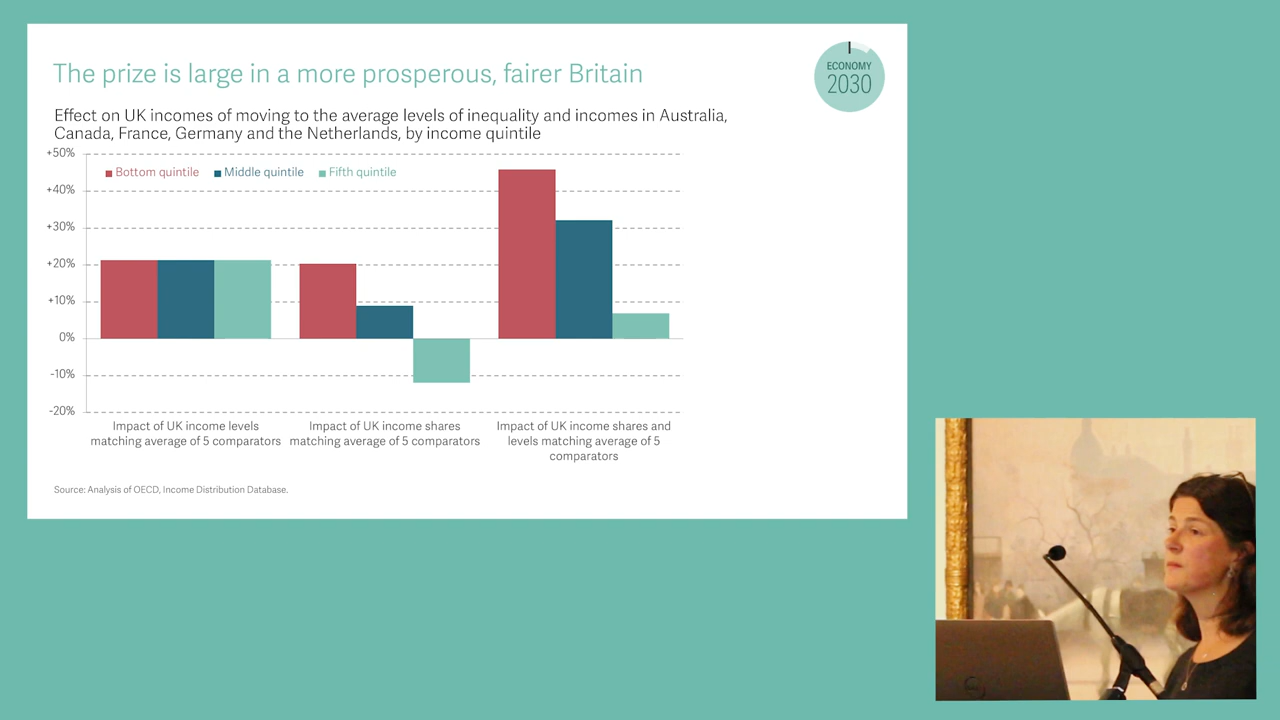 The prize is large in a more prosperous, fairer Britain
ECONOMY
2030
Effect on UK incomes of moving to the average levels of inequality and incomes in Australia,
Canada, France, Germany and the Netherlands, by income quintile
+50%
Bottom quintile Middle quintile Fifth quintile
+40%
+30%
+20%
+10%
0%
-10%
-20%
Impact of UK income levels
matching average of 5 comparators
Impact of UK income shares
matching average of 5 comparators
Impact of UK income shares and
levels matching average of 5
comparators
Source: Analysis of OECD, Income Distribution Database.